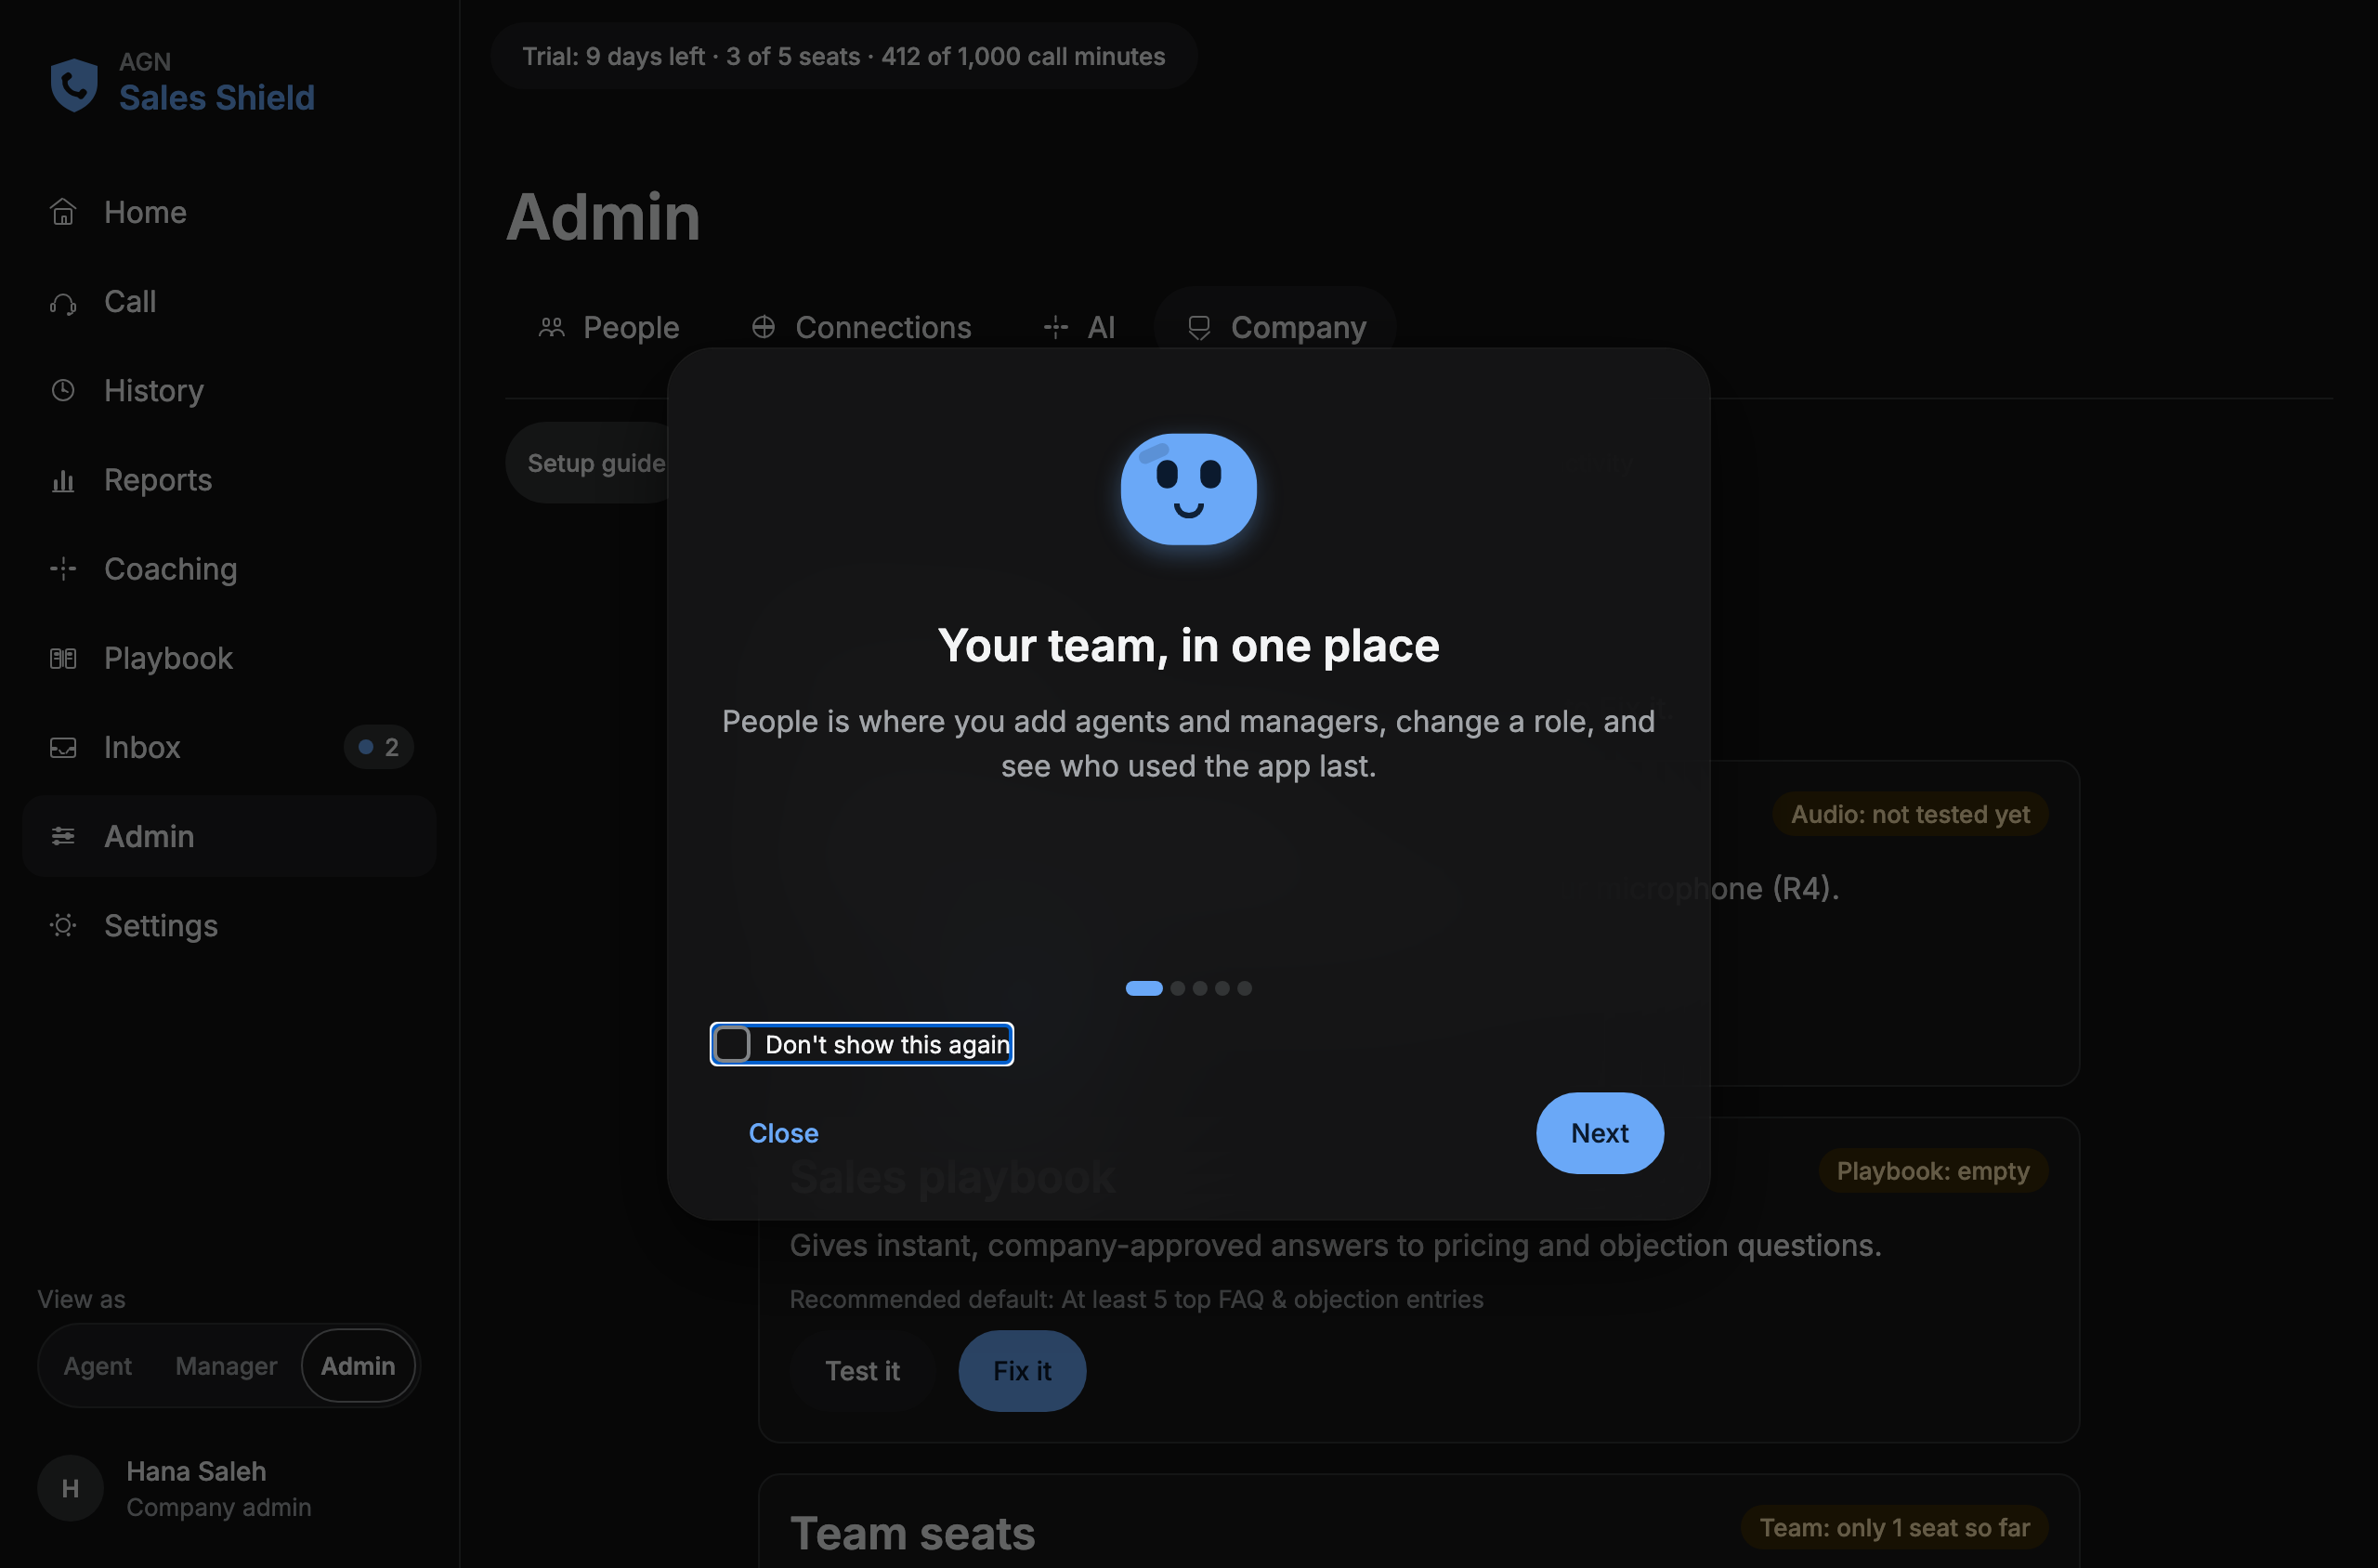 AGN
Sales Shield
Home
Call
History
Reports
Coaching
Playbook
Inbox
2
Admin
Settings
View as
Agent
Manager
Admin
H
Hana Saleh
Company admin
Trial: 9 days left · 3 of 5 seats · 412 of 1,000 call minutes
Admin
People
Connections
AI
Company
Setup guide
Your team, in one place
People is where you add agents and managers, change a role, and
see who used the app last.
Don't show this again
Close
Next
Audio: not tested yet
microphone (R4).
Sales playbook
Playbook: empty
Gives instant, company-approved answers to pricing and objection questions.
Recommended default: At least 5 top FAQ & objection entries
Test it
Fix it
Team seats
Team: only 1 seat so far